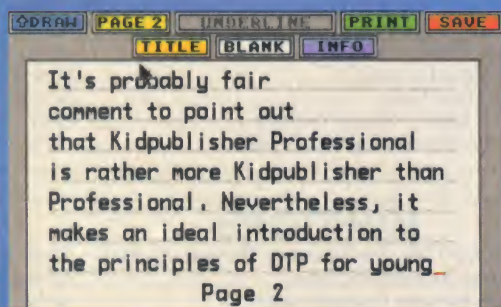 DRAW PAGE 2 UNDERLINE PRINT SAVE
TITLE BLANK INFO
It's probably fair
comment to point out
that Kidpublisher Professional
is rather more Kidpublisher than
Professional. Nevertheless, it
makes an ideal introduction to
the principles of DTP for young_
Page 2